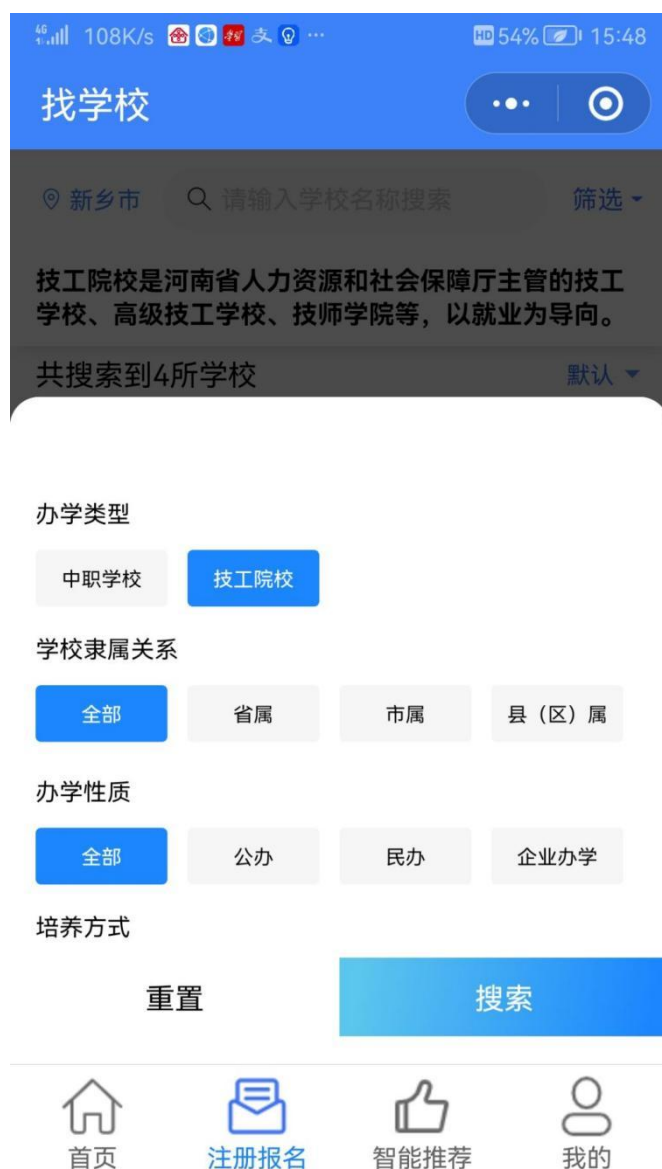 46 108K/s 支 ··· HD 54% 15:48
找学校
新乡市 请输入学校名称搜索 筛选
技工院校是河南省人力资源和社会保障厅主管的技工
学校、高级技工学校、技师学院等，以就业为导向。
共搜索到4所学校 默认
办学类型
中职学校 技工院校
学校隶属关系
全部 省属 市属 县（区）属
办学性质
全部 公办 民办 企业办学
培养方式
重置 搜索
首页 注册报名 智能推荐 我的